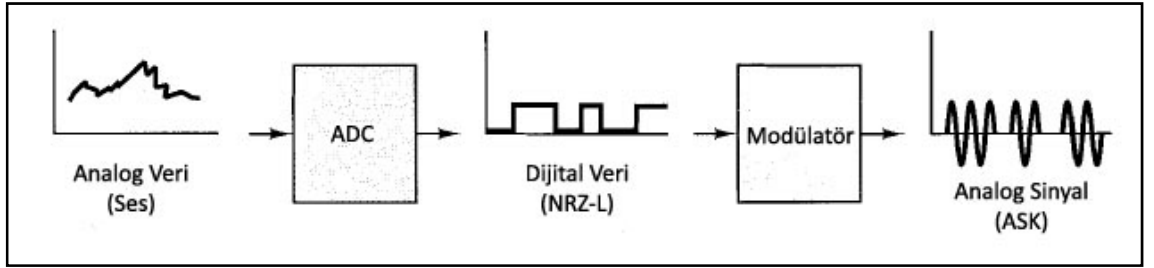 Analog Veri
(Ses)
ADC
Dijital Veri
(NRZ-L)
Modülatör
Analog Sinyal
(ASK)